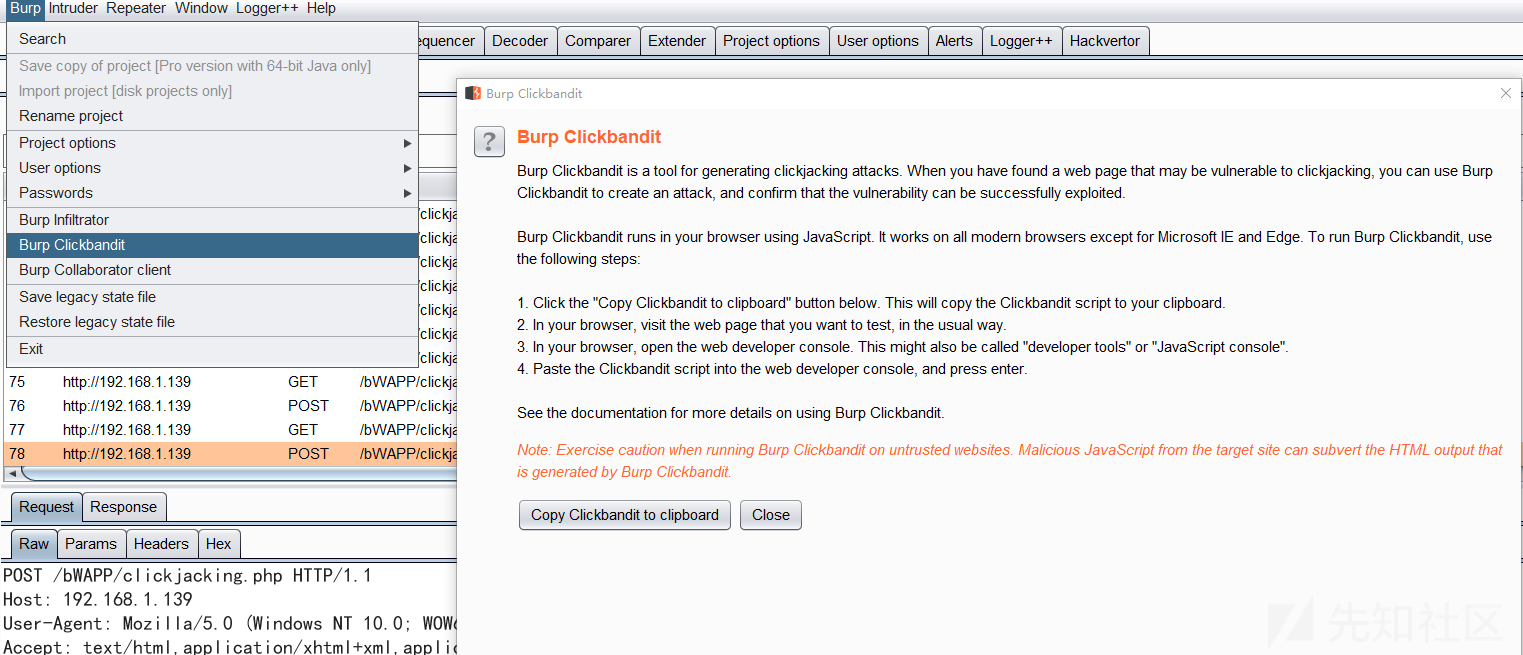 Burp Intruder Repeater Window Logger++ Help
Search
Save copy of project [Pro version with 64-bit Java only]
Import project [disk projects only]
Rename project
Project options
User options
Passwords
Burp Infiltrator
Burp Clickbandit
Burp Collaborator client
Save legacy state file
Restore legacy state file
Exit
equencer Decoder Comparer Extender Project options User options Alerts Logger++ Hackvertor
/clickja
/clickja
/clickja
/clickja
/clickja
/clickja
/clickja
75 http://192.168.1.139 GET /bWAPP/clickja
76 http://192.168.1.139 POST /bWAPP/clickja
77 http://192.168.1.139 GET /bWAPP/clickja
78 http://192.168.1.139 POST /bWAPP/clickja
Request Response
Raw Params Headers Hex
POST /bWAPP/clickjacking.php HTTP/1.1
Host: 192.168.1.139
User-Agent: Mozilla/5.0 (Windows NT 10.0; WOW6
Accept: text/html,application/xhtml+xml,applic
Burp Clickbandit
?
Burp Clickbandit
Burp Clickbandit is a tool for generating clickjacking attacks. When you have found a web page that may be vulnerable to clickjacking, you can use Burp
Clickbandit to create an attack, and confirm that the vulnerability can be successfully exploited.
Burp Clickbandit runs in your browser using JavaScript. It works on all modern browsers except for Microsoft IE and Edge. To run Burp Clickbandit, use
the following steps:
1. Click the "Copy Clickbandit to clipboard" button below. This will copy the Clickbandit script to your clipboard.
2. In your browser, visit the web page that you want to test, in the usual way.
3. In your browser, open the web developer console. This might also be called "developer tools" or "JavaScript console".
4. Paste the Clickbandit script into the web developer console, and press enter.
See the documentation for more details on using Burp Clickbandit.
Note: Exercise caution when running Burp Clickbandit on untrusted websites. Malicious JavaScript from the target site can subvert the HTML output that
is generated by Burp Clickbandit.
Copy Clickbandit to clipboard Close
先知社区